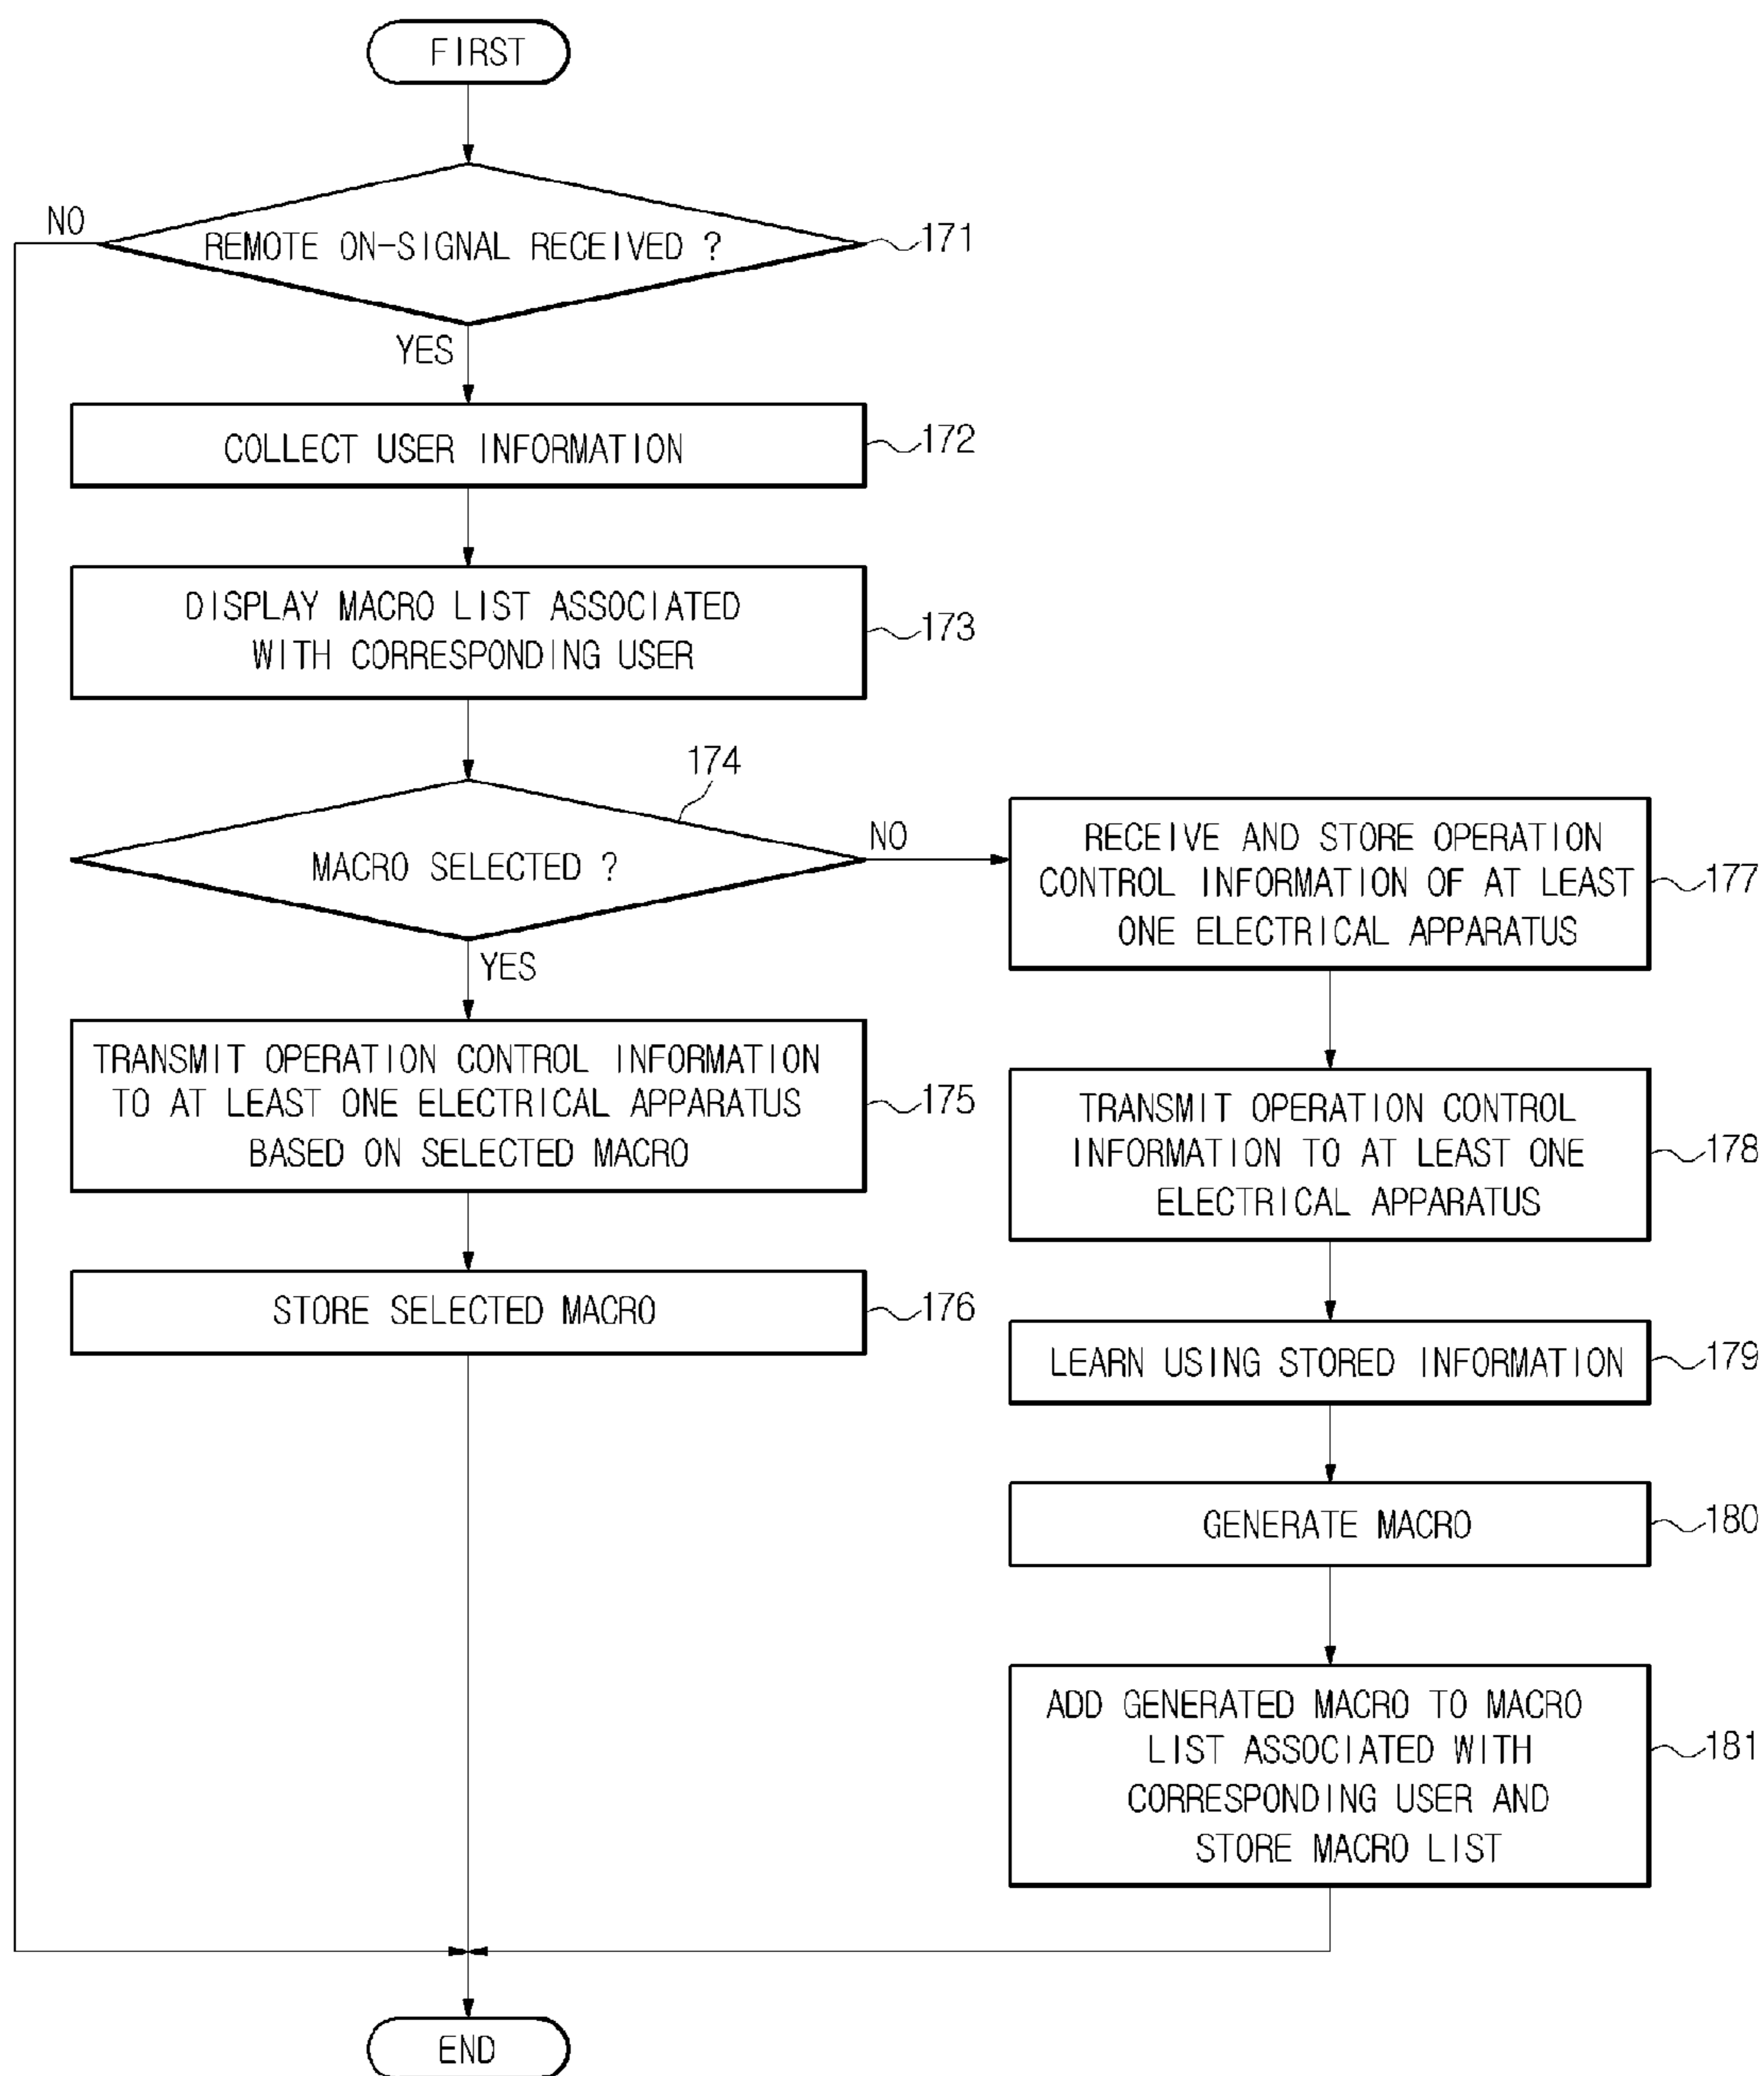 FIRST
NO
REMOTE ON-SIGNAL RECEIVED ?
171
YES
COLLECT USER INFORMATION
172
DISPLAY MACRO LIST ASSOCIATED
WITH CORRESPONDING USER
173
174
MACRO SELECTED ?
NO
YES
TRANSMIT OPERATION CONTROL INFORMATION
TO AT LEAST ONE ELECTRICAL APPARATUS
BASED ON SELECTED MACRO
175
STORE SELECTED MACRO
176
RECEIVE AND STORE OPERATION
CONTROL INFORMATION OF AT LEAST
ONE ELECTRICAL APPARATUS
177
TRANSMIT OPERATION CONTROL
INFORMATION TO AT LEAST ONE
ELECTRICAL APPARATUS
178
LEARN USING STORED INFORMATION
179
GENERATE MACRO
180
ADD GENERATED MACRO TO MACRO
LIST ASSOCIATED WITH
CORRESPONDING USER AND
STORE MACRO LIST
181
END